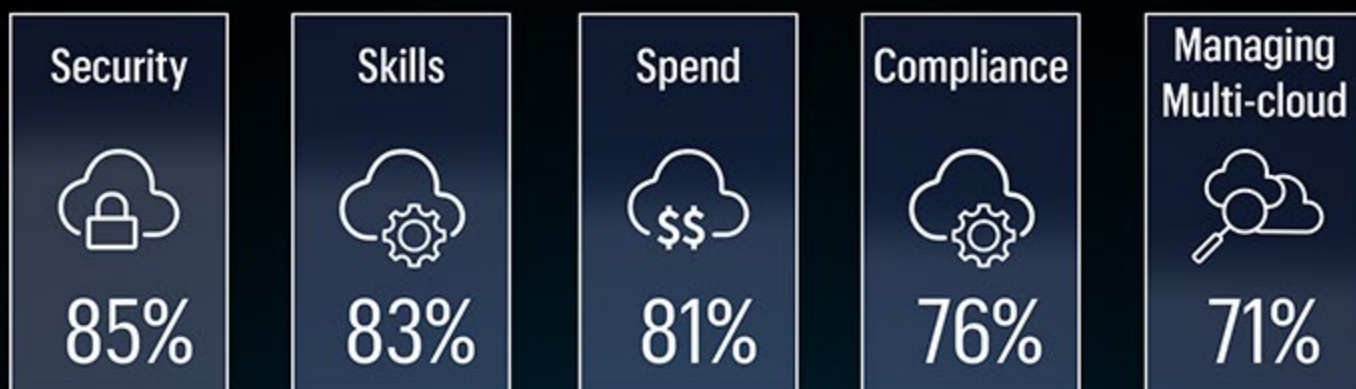 Security
Skills
Spend
Compliance
Managing
Multi-cloud
$$
85%
83%
81%
76%
71%